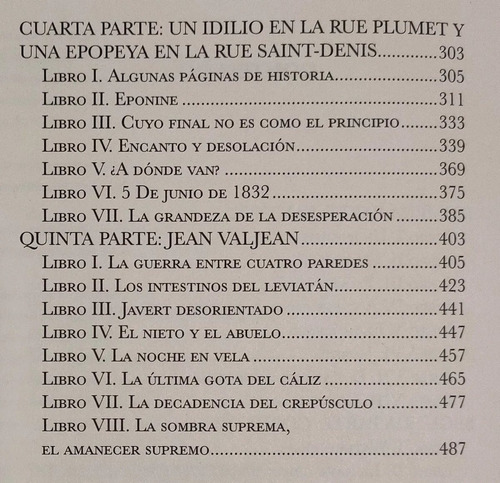 CUARTA PARTE: UN IDILIO EN LA RUE PLUMET Y
UNA EPOPEYA EN LA RUE SAINT-DENIS............303
LIBRO I. ALGUNAS PÁGINAS DE HISTORIA....................305
LIBRO II. EPONINE ..................................................311
LIBRO III. CUYO FINAL NO ES COMO EL PRINCIPIO.......333
LIBRO IV. ENCANTO Y DESOLACIÓN...........................339
LIBRO V. ¿A DÓNDE VAN? ..........................................369
LIBRO VI. 5 DE JUNIO DE 1832 ................................375
LIBRO VII. LA GRANDEZA DE LA DESESPERACIÓN ........385
QUINTA PARTE: JEAN VALJEAN...........................403
LIBRO I. LA GUERRA ENTRE CUATRO PAREDES .............405
LIBRO II. LOS INTESTINOS DEL LEVIATÁN....................423
LIBRO III. JAVERT DESORIENTADO ............................441
LIBRO IV. EL NIETO Y EL ABUELO..............................447
LIBRO V. LA NOCHE EN VELA ...................................457
LIBRO VI. LA ÚLTIMA GOTA DEL CÁLIZ ......................465
LIBRO VII. LA DECADENCIA DEL CREPÚSCULO ............477
LIBRO VIII. LA SOMBRA SUPREMA,
EL AMANECER SUPREMO..........................................487